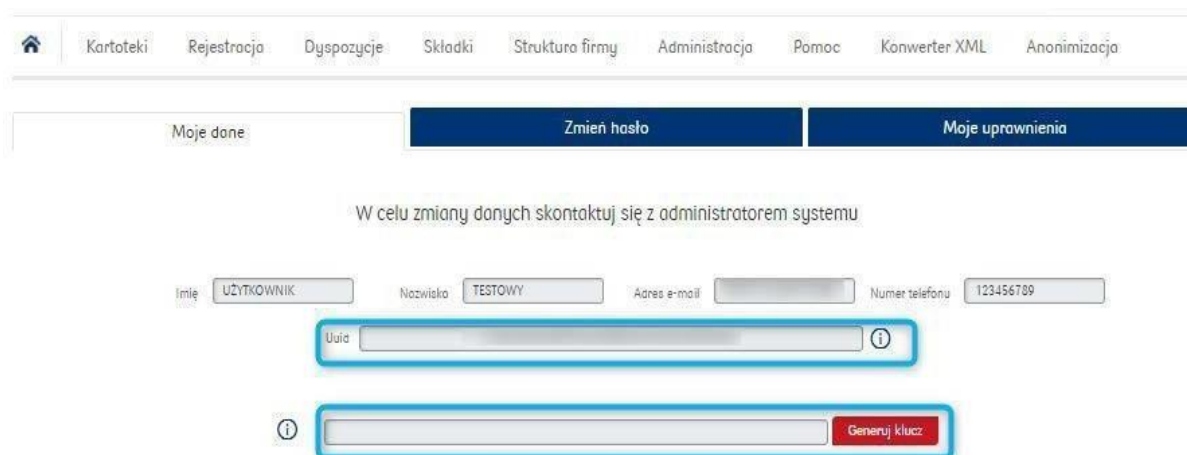 Kartoteki Rejestracja Dyspozycje Składki Struktura firmy Administracja Pomoc Konwerter XML Anonimizacja
Moje dane Zmień hasło Moje uprawnienia
W celu zmiany danych skontaktuj się z administratorem systemu
Imię UŻYTKOWNIK Nazwisko TESTOWY Adres e-mail Numer telefonu 123456789
Uuid
Generuj klucz